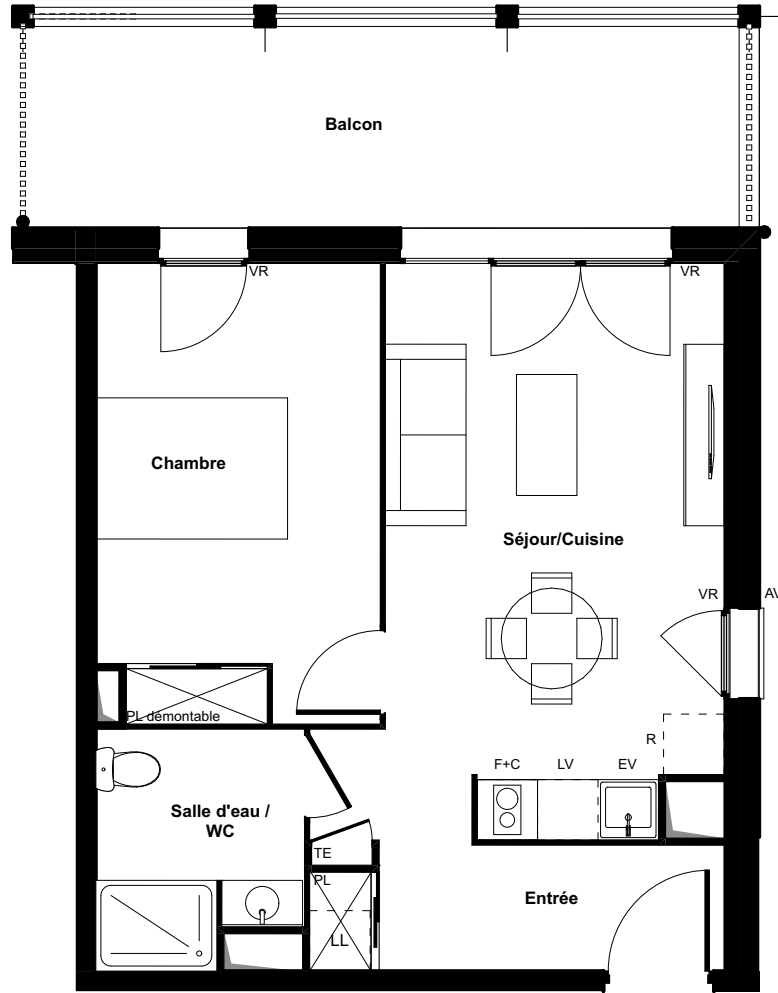 Balcon
VR
VR
Chambre
Séjour/Cuisine
VR
AV
PL démontable
R
F+C
LV
EV
Salle d'eau /
WC
TE
PL
Entrée
LL